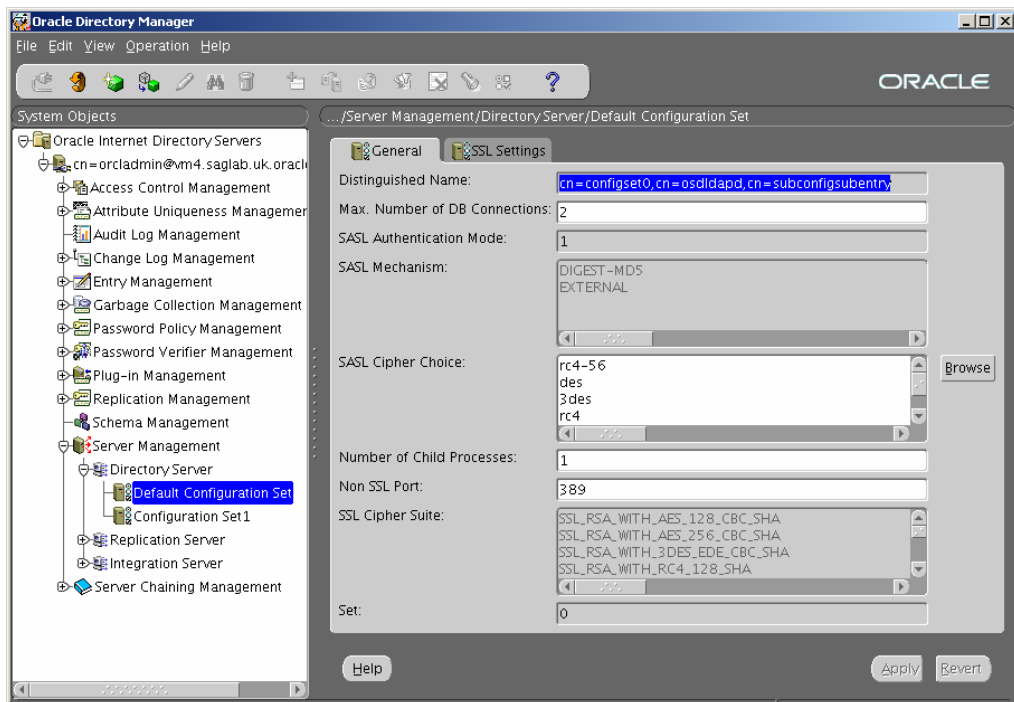 Oracle Directory Manager
File Edit View Operation Help
ORACLE
System Objects
Oracle Internet Directory Servers
cn=orcladmin@vm4.saglab.uk.oracl
Access Control Management
Attribute Uniqueness Managemer
Audit Log Management
Change Log Management
Entry Management
Garbage Collection Management
Password Policy Management
Password Verifier Management
Plug-in Management
Replication Management
Schema Management
Server Management
Directory Server
Default Configuration Set
Configuration Set1
Replication Server
Integration Server
Server Chaining Management
.../Server Management/Directory Server/Default Configuration Set
General SSL Settings
Distinguished Name: cn=configset0,cn=osdldapd,cn=subconfigsubentry
Max. Number of DB Connections: 2
SASL Authentication Mode: 1
SASL Mechanism: DIGEST-MD5
EXTERNAL
SASL Cipher Choice: rc4-56
des
3des
rc4
Browse
Number of Child Processes: 1
Non SSL Port: 389
SSL Cipher Suite: SSL_RSA_WITH_AES_128_CBC_SHA
SSL_RSA_WITH_AES_256_CBC_SHA
SSL_RSA_WITH_3DES_EDE_CBC_SHA
SSL_RSA_WITH_RC4_128_SHA
Set: 0
Help Apply Revert